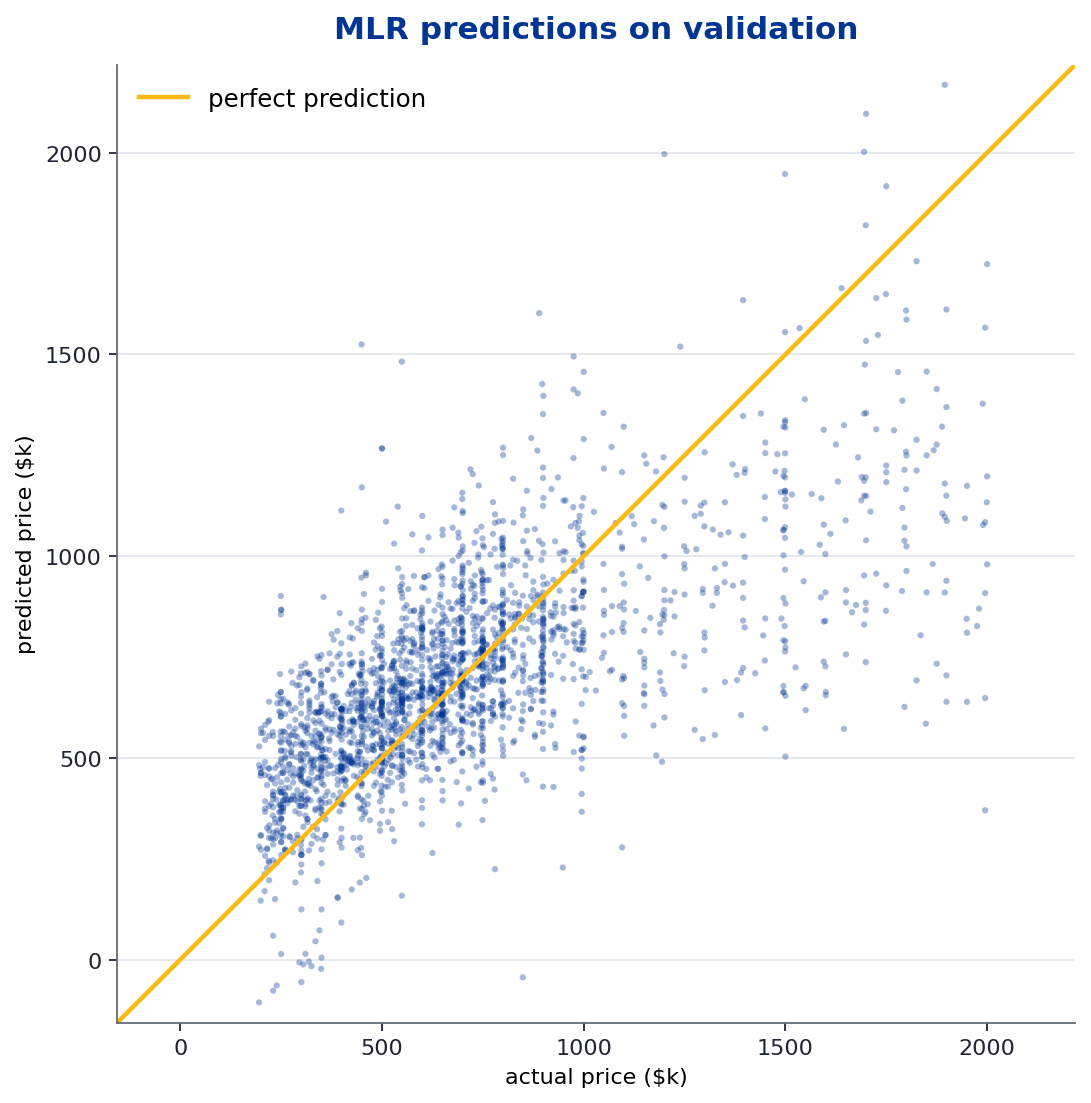 MLR predictions on validation
perfect prediction
predicted price ($k)
2000
1500
1000
500
0
0 500 1000 1500 2000
actual price ($k)